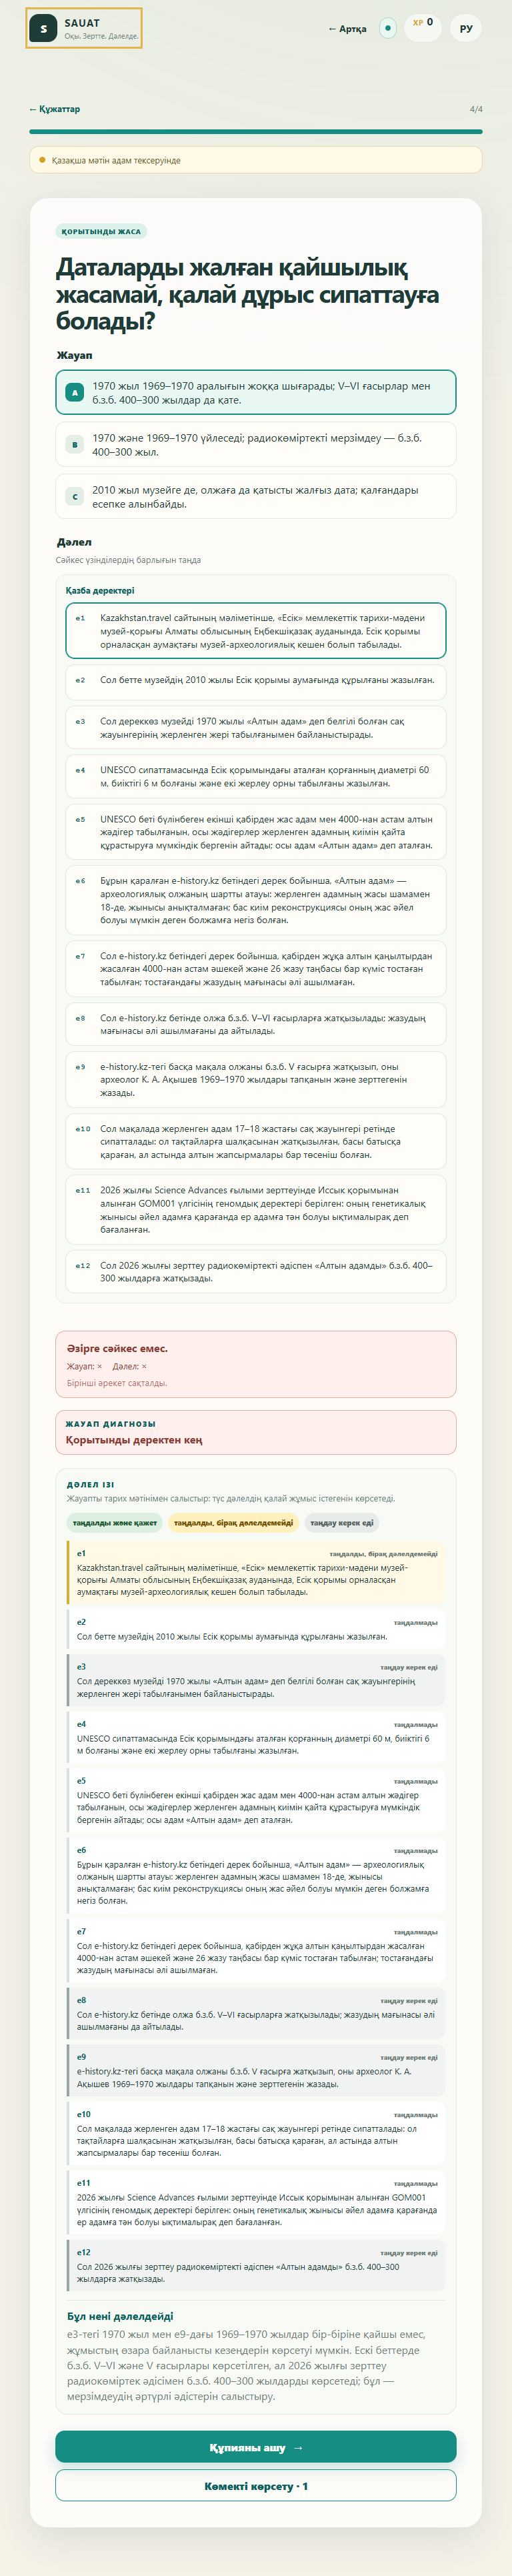 S
SAUAT
Оқы. Зертте. Дәлелде.
← Артқа
XP 0
РУ
← Құжаттар
4/4
Қазақша мәтін адам тексеруінде
ҚОРЫТЫНДЫ ЖАСА
Даталарды жалған қайшылық
жасамай, қалай дұрыс сипаттауға
болады?
Жауап
A
1970 жыл 1969–1970 аралығын жоққа шығарады; V–VI ғасырлар мен
б.з.б. 400–300 жылдар да қате.
B
1970 және 1969–1970 үйлеседі; радиокөміртекті мерзімдеу — б.з.б.
400–300 жыл.
C
2010 жыл музейге де, олжаға да қатысты жалғыз дата; қалғандары
есепке алынбайды.
Дәлел
Сәйкес үзінділердің барлығын таңда
Қазба деректері
e1
Kazakhstan.travel сайтының мәліметінше, «Есік» мемлекеттік тарихи-мәдени
музей-қорығы Алматы облысының Еңбекшіқазақ ауданында, Есік қорымы
орналасқан аумақтағы музей-археологиялық кешен болып табылады.
e2
Сол бетте музейдің 2010 жылы Есік қорымы аумағында құрылғаны жазылған.
e3
Сол дереккөз музейді 1970 жылы «Алтын адам» деп белгілі болған сақ
жауынгерінің жерленген жері табылғанымен байланыстырады.
e4
UNESCO сипаттамасында Есік қорымындағы аталған қорғанның диаметрі 60
м, биіктігі 6 м болғаны және екі жерлеу орны табылғаны жазылған.
e5
UNESCO беті бүлінбеген екінші қабірден жас адам мен 4000-нан астам алтын
жәдігер табылғанын, осы жәдігерлер жерленген адамның киімін қайта
құрастыруға мүмкіндік бергенін айтады; осы адам «Алтын адам» деп аталған.
e6
Бұрын қаралған e-history.kz бетіндегі дерек бойынша, «Алтын адам» —
археологиялық олжаның шартты атауы: жерленген адамның жасы шамамен
18-де, жынысы анықталмаған; бас киім реконструкциясы оның жас әйел
болуы мүмкін деген болжамға негіз болған.
e7
Сол e-history.kz бетіндегі дерек бойынша, қабірден жұқа алтын қаңылтырдан
жасалған 4000-нан астам әшекей және 26 жазу таңбасы бар күміс тостаған
табылған; тостағандағы жазудың мағынасы әлі ашылмаған.
e8
Сол e-history.kz бетінде олжа б.з.б. V–VI ғасырларға жатқызылады; жазудың
мағынасы әлі ашылмағаны да айтылады.
e9
e-history.kz-тегі басқа мақала олжаны б.з.б. V ғасырға жатқызып, оны
археолог К. А. Ақышев 1969–1970 жылдары тапқанын және зерттегенін
жазады.
e10
Сол мақалада жерленген адам 17–18 жастағы сақ жауынгері ретінде
сипатталады: ол тақтайларға шалқасынан жатқызылған, басы батысқа
қараған, ал астында алтын жапсырмалары бар төсеніш болған.
e11
2026 жылғы Science Advances ғылыми зерттеуінде Иссык қорымынан
алынған GOM001 үлгісінің геномдық деректері берілген: оның генетикалық
жынысы әйел адамға қарағанда ер адамға тән болуы ықтималырақ деп
бағаланған.
e12
Сол 2026 жылғы зерттеу радиокөміртекті әдіспен «Алтын адамды» б.з.б. 400–
300 жылдарға жатқызады.
Әзірге сәйкес емес.
Жауап: × Дәлел: ×
Бірінші әрекет сақталды.
ЖАУАП ДИАГНОЗЫ
Қорытынды деректен кең
ДӘЛЕЛ ІЗІ
Жауапты тарих мәтінімен салыстыр: түс дәлелдің қалай жұмыс істегенін көрсетеді.
таңдалды және қажет
таңдалды, бірақ дәлелдемейді
таңдау керек еді
e1
таңдалды, бірақ дәлелдемейді
Kazakhstan.travel сайтының мәліметінше, «Есік» мемлекеттік тарихи-мәдени музей-
қорығы Алматы облысының Еңбекшіқазақ ауданында, Есік қорымы орналасқан
аумақтағы музей-археологиялық кешен болып табылады.
e2
таңдалмады
Сол бетте музейдің 2010 жылы Есік қорымы аумағында құрылғаны жазылған.
e3
таңдау керек еді
Сол дереккөз музейді 1970 жылы «Алтын адам» деп белгілі болған сақ жауынгерінің
жерленген жері табылғанымен байланыстырады.
e4
таңдалмады
UNESCO сипаттамасында Есік қорымындағы аталған қорғанның диаметрі 60 м, биіктігі 6
м болғаны және екі жерлеу орны табылғаны жазылған.
e5
таңдалмады
UNESCO беті бүлінбеген екінші қабірден жас адам мен 4000-нан астам алтын жәдігер
табылғанын, осы жәдігерлер жерленген адамның киімін қайта құрастыруға мүмкіндік
бергенін айтады; осы адам «Алтын адам» деп аталған.
e6
таңдалмады
Бұрын қаралған e-history.kz бетіндегі дерек бойынша, «Алтын адам» — археологиялық
олжаның шартты атауы: жерленген адамның жасы шамамен 18-де, жынысы
анықталмаған; бас киім реконструкциясы оның жас әйел болуы мүмкін деген болжамға
негіз болған.
e7
таңдалмады
Сол e-history.kz бетіндегі дерек бойынша, қабірден жұқа алтын қаңылтырдан жасалған
4000-нан астам әшекей және 26 жазу таңбасы бар күміс тостаған табылған; тостағандағы
жазудың мағынасы әлі ашылмаған.
e8
таңдау керек еді
Сол e-history.kz бетінде олжа б.з.б. V–VI ғасырларға жатқызылады; жазудың мағынасы әлі
ашылмағаны да айтылады.
e9
таңдау керек еді
e-history.kz-тегі басқа мақала олжаны б.з.б. V ғасырға жатқызып, оны археолог К. А.
Ақышев 1969–1970 жылдары тапқанын және зерттегенін жазады.
e10
таңдалмады
Сол мақалада жерленген адам 17–18 жастағы сақ жауынгері ретінде сипатталады: ол
тақтайларға шалқасынан жатқызылған, басы батысқа қараған, ал астында алтын
жапсырмалары бар төсеніш болған.
e11
таңдалмады
2026 жылғы Science Advances ғылыми зерттеуінде Иссык қорымынан алынған GOM001
үлгісінің геномдық деректері берілген: оның генетикалық жынысы әйел адамға қарағанда
ер адамға тән болуы ықтималырақ деп бағаланған.
e12
таңдау керек еді
Сол 2026 жылғы зерттеу радиокөміртекті әдіспен «Алтын адамды» б.з.б. 400–300
жылдарға жатқызады.
Бұл нені дәлелдейді
e3-тегі 1970 жыл мен e9-дағы 1969–1970 жылдар бір-біріне қайшы емес,
жұмыстың өзара байланысты кезеңдерін көрсетуі мүмкін. Ескі беттерде
б.з.б. V–VI және V ғасырлары көрсетілген, ал 2026 жылғы зерттеу
радиокөміртек әдісімен б.з.б. 400–300 жылдарды көрсетеді; бұл —
мерзімдеудің әртүрлі әдістерін салыстыру.
Құпияны ашу →
Көмекті көрсету · 1